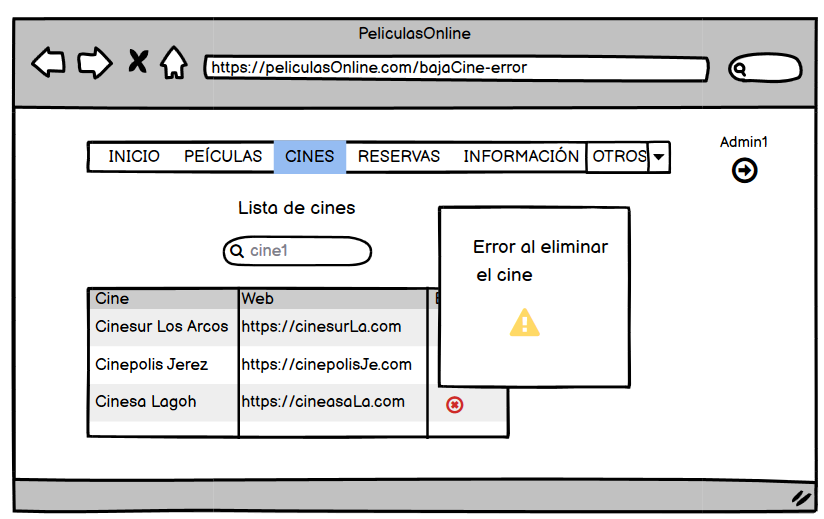 PeliculasOnline
https://peliculasOnline.com/bajaCine-error
INICIO PEÍCULAS CINES RESERVAS INFORMACIÓN OTROS
Admin1
Lista de cines
cine1
Error al eliminar
el cine
Cine Web
Cinesur Los Arcos https://cinesurLa.com
Cinepolis Jerez https://cinepolisJe.com
Cinesa Lagoh https://cineasaLa.com